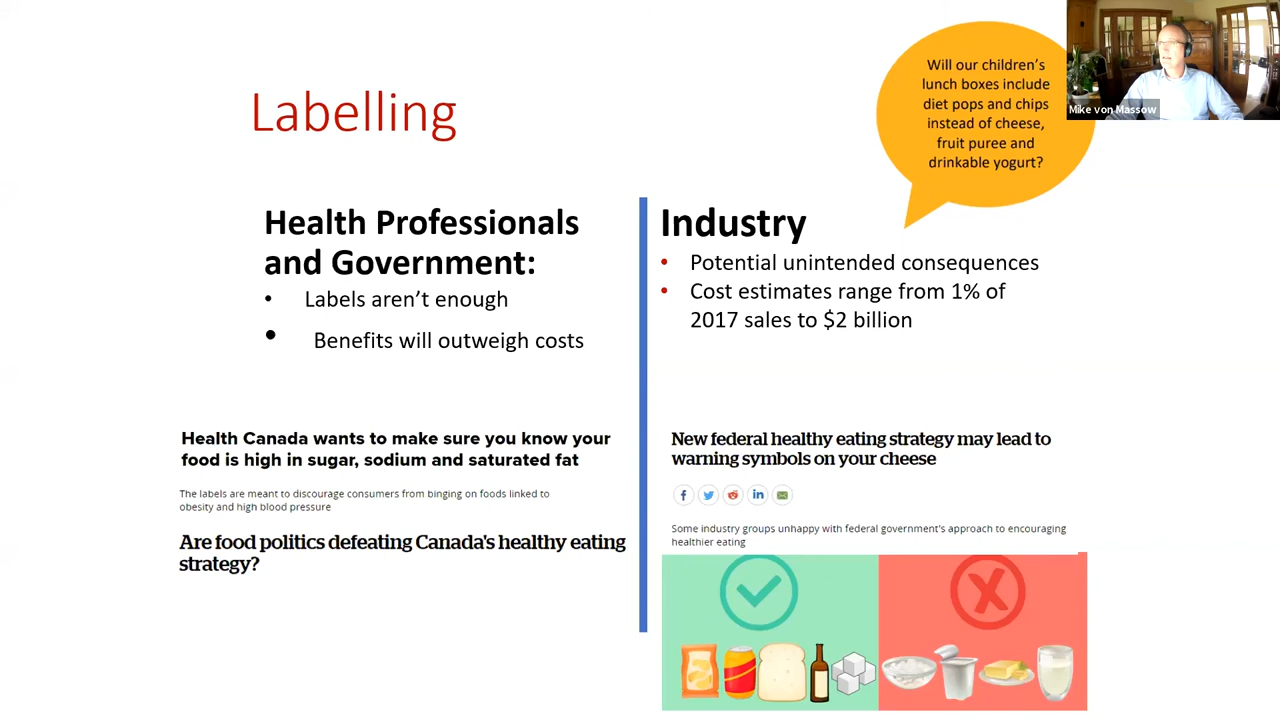 Labelling
Will our children's
lunch boxes include
diet pops and chips
instead of cheese,
fruit puree and
drinkable yogurt?
Mike von Massow
Health Professionals
and Government:
• Labels aren't enough
• Benefits will outweigh costs
Health Canada wants to make sure you know your
food is high in sugar, sodium and saturated fat
The labels are meant to discourage consumers from binging on foods linked to
obesity and high blood pressure
Are food politics defeating Canada's healthy eating
strategy?
Industry
• Potential unintended consequences
• Cost estimates range from 1% of
2017 sales to $2 billion
New federal healthy eating strategy may lead to
warning symbols on your cheese
Some industry groups unhappy with federal government's approach to encouraging
healthier eating